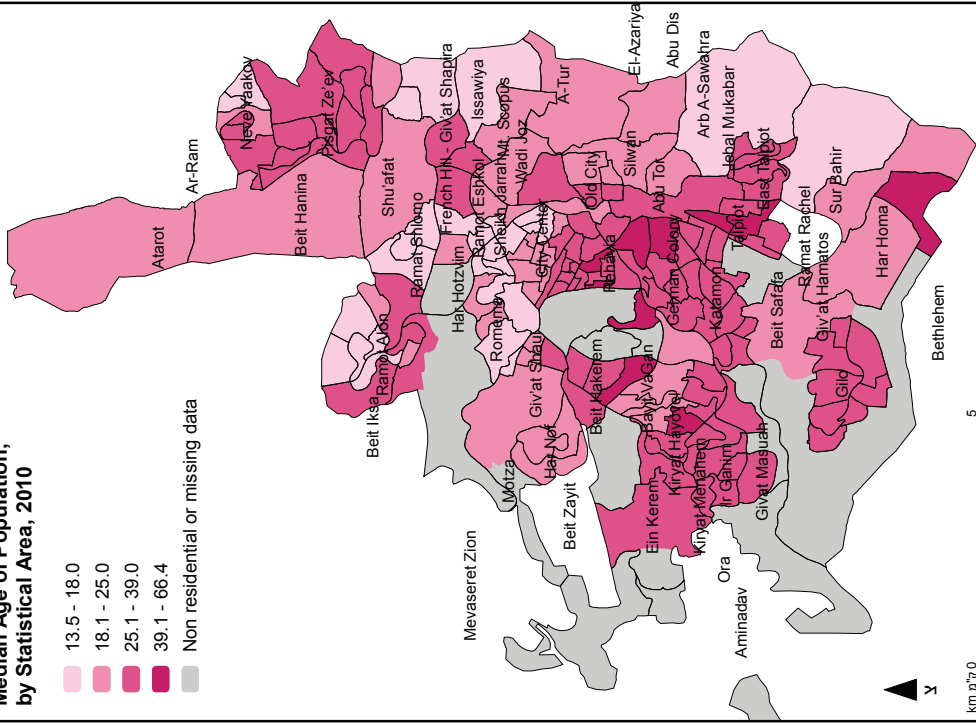 Median Age of Population,
by Statistical Area, 2010
13.5 - 18.0
18.1 - 25.0
25.1 - 39.0
39.1 - 66.4
Non residential or missing data
Ar-Ram
Neve Yaakov
Pisgat Ze'ev
Atarot
Beit Hanina
Shu'afat
Ramat Shlomo
French Hill - Giv'at Shapira
Issawiya
Ramot Eshkol
Sheikh Jarrah
Mt. Scopus
Wadi Joz
A-Tur
El-Azariya
Abu Dis
Har Hotzvim
Ramot Alon
Beit Iksa
Romema
City Center
Old City
Silwan
Abu Tor
Arb A-Sawahra
Jebal Mukabar
East Talpiot
Giv'at Shaul
Har Nof
Motza
Mevaseret Zion
Beit Zayit
Beit Hakerem
Rehavia
German Colony
Katamon
Talpiot
Bayit VaGan
Kiryat Hayovel
Ein Kerem
Kiryat Menahem
Ir Ganim
Givat Masuah
Ora
Aminadav
Beit Safafa
Ramat Rachel
Giv'at Hamatos
Sur Bahir
Har Homa
Gilo
Bethlehem
צ
km ק"מ 0
5